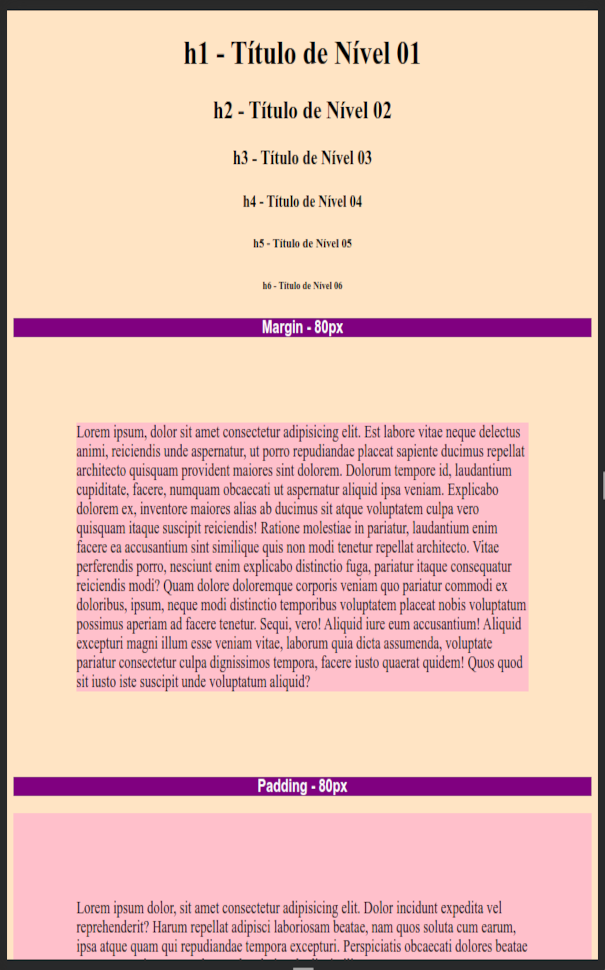 h1 - Título de Nível 01
h2 - Título de Nível 02
h3 - Título de Nível 03
h4 - Título de Nível 04
h5 - Título de Nível 05
h6 - Título de Nível 06
Margin - 80px
Lorem ipsum, dolor sit amet consectetur adipisicing elit. Est labore vitae neque delectus
animi, reiciendis unde aspernatur, ut porro repudiandae placeat sapiente ducimus repellat
architecto quisquam provident maiores sint dolorem. Dolorum tempore id, laudantium
cupiditate, facere, numquam obcaecati ut aspernatur aliquid ipsa veniam. Explicabo
dolorem ex, inventore maiores alias ab ducimus sit atque voluptatem culpa vero
quisquam itaque suscipit reiciendis! Ratione molestiae in pariatur, laudantium enim
facere ea accusantium sint similique quis non modi tenetur repellat architecto. Vitae
perferendis porro, nesciunt enim explicabo distinctio fuga, pariatur itaque consequatur
reiciendis modi? Quam dolore doloremque corporis veniam quo pariatur commodi ex
doloribus, ipsum, neque modi distinctio temporibus voluptatem placeat nobis voluptatum
possimus aperiam ad facere tenetur. Sequi, vero! Aliquid iure eum accusantium! Aliquid
excepturi magni illum esse veniam vitae, laborum quia dicta assumenda, voluptate
pariatur consectetur culpa dignissimos tempora, facere iusto quaerat quidem! Quos quod
sit iusto iste suscipit unde voluptatum aliquid?
Padding - 80px
Lorem ipsum dolor, sit amet consectetur adipisicing elit. Dolor incidunt expedita vel
reprehenderit? Harum repellat adipisci laboriosam beatae, nam quos soluta cum earum,
ipsa atque quam qui repudiandae tempora excepturi. Perspiciatis obcaecati dolores beatae